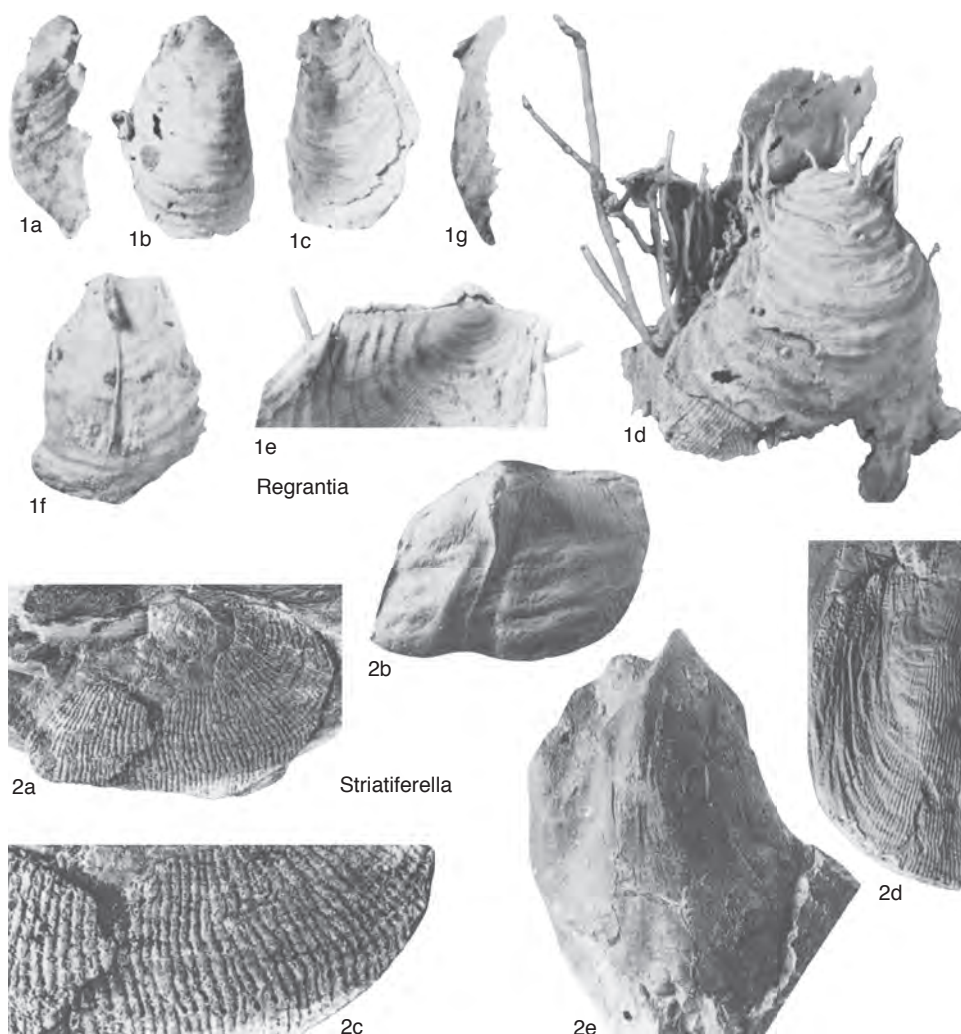 1a
1b
1c
1g
1d
1f
1e
Regrantia
2b
2a
Striatiferella
2d
2c
2e